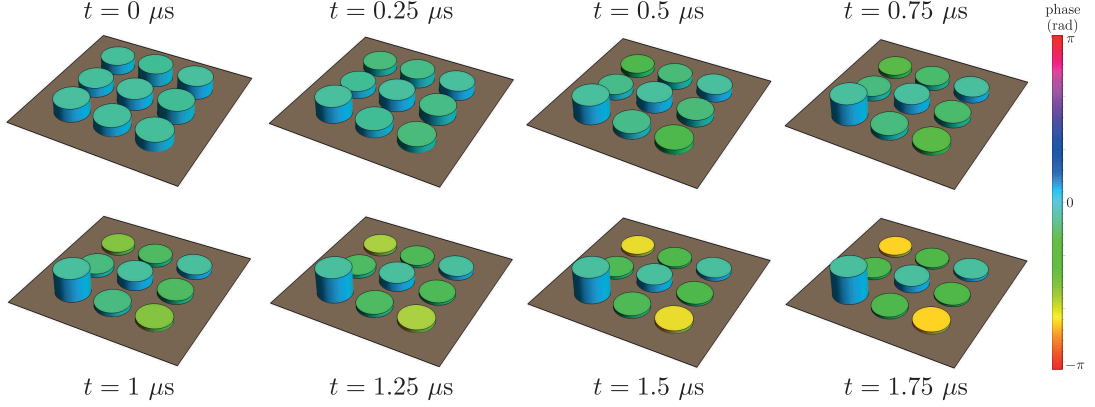 t = 0 μs
t = 0.25 μs
t = 0.5 μs
t = 0.75 μs
phase
(rad)
π
0
−π
t = 1 μs
t = 1.25 μs
t = 1.5 μs
t = 1.75 μs